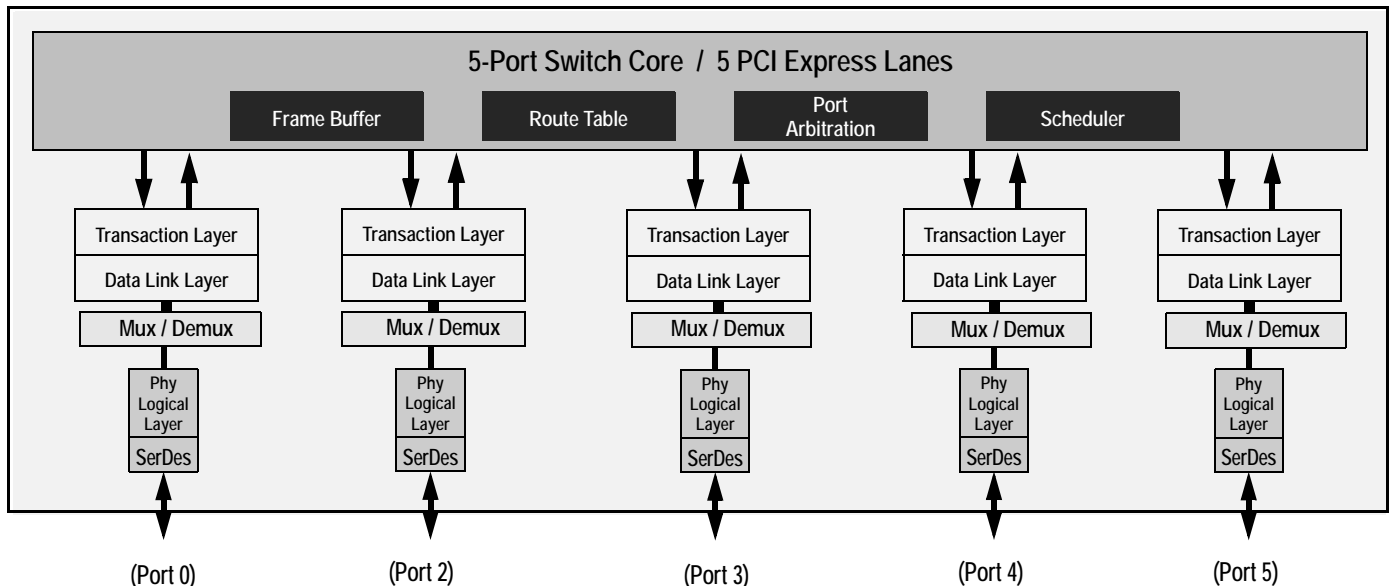 5-Port Switch Core / 5 PCI Express Lanes
Frame Buffer
Route Table
Port
Arbitration
Scheduler
Transaction Layer
Data Link Layer
Mux / Demux
Phy
Logical
Layer
SerDes
(Port 0)
Transaction Layer
Data Link Layer
Mux / Demux
Phy
Logical
Layer
SerDes
(Port 2)
Transaction Layer
Data Link Layer
Mux / Demux
Phy
Logical
Layer
SerDes
(Port 3)
Transaction Layer
Data Link Layer
Mux / Demux
Phy
Logical
Layer
SerDes
(Port 4)
Transaction Layer
Data Link Layer
Mux / Demux
Phy
Logical
Layer
SerDes
(Port 5)